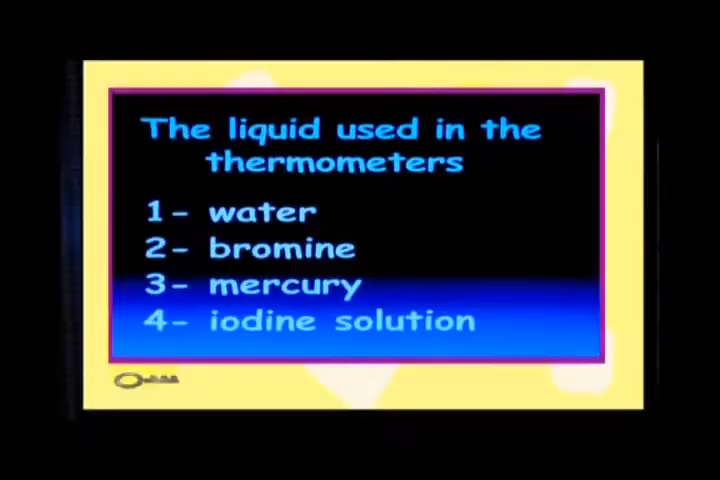 The liquid used in the
thermometers
1- water
2- bromine
3- mercury
4- iodine solution